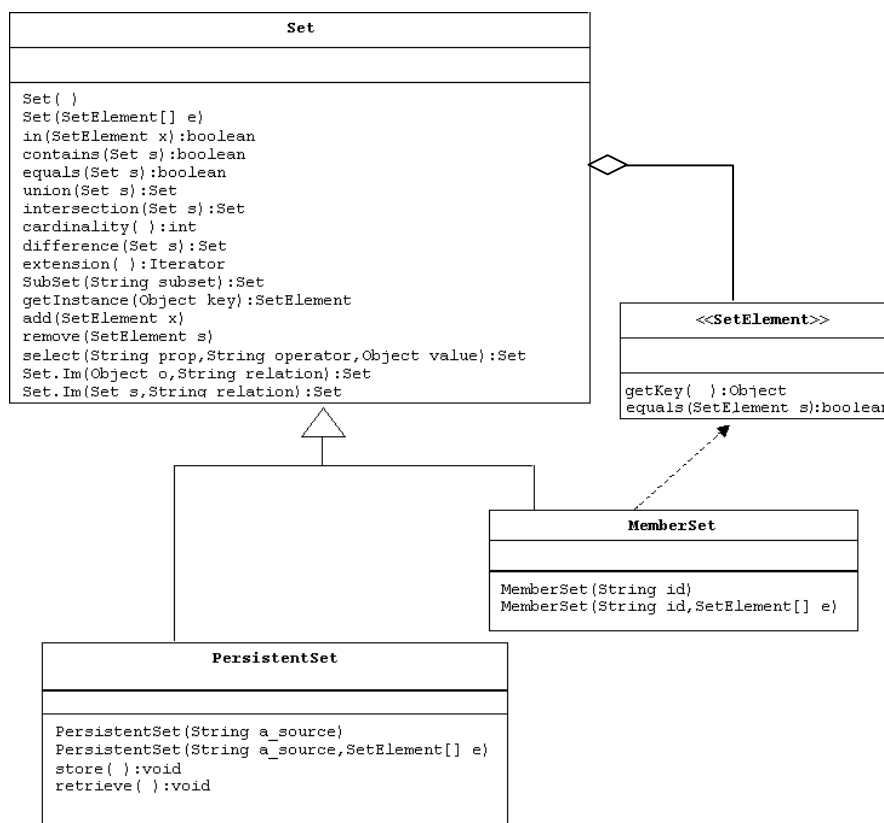 Set
Set( )
Set(SetElement[] e)
in(SetElement x):boolean
contains(Set s):boolean
equals(Set s):boolean
union(Set s):Set
intersection(Set s):Set
cardinality( ):int
difference(Set s):Set
extension( ):Iterator
SubSet(String subset):Set
getInstance(Object key):SetElement
add(SetElement x)
remove(SetElement s)
select(String prop,String operator,Object value):Set
Set.Im(Object o,String relation):Set
Set.Im(Set s,String relation):Set
<<SetElement>>
getKey( ):Object
equals(SetElement s):boolean
MemberSet
MemberSet(String id)
MemberSet(String id,SetElement[] e)
PersistentSet
PersistentSet(String a_source)
PersistentSet(String a_source,SetElement[] e)
store( ):void
retrieve( ):void